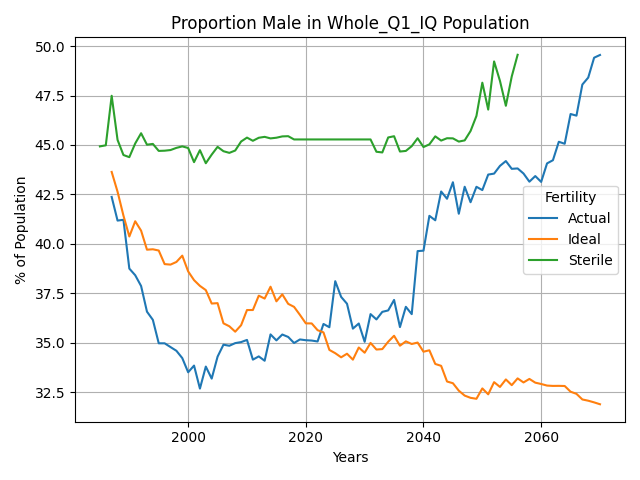 Proportion Male in Whole_Q1_IQ Population
50.0
47.5
45.0
42.5
40.0
37.5
35.0
32.5
% of Population
Fertility
Actual
Ideal
Sterile
2000 2020 2040 2060
Years